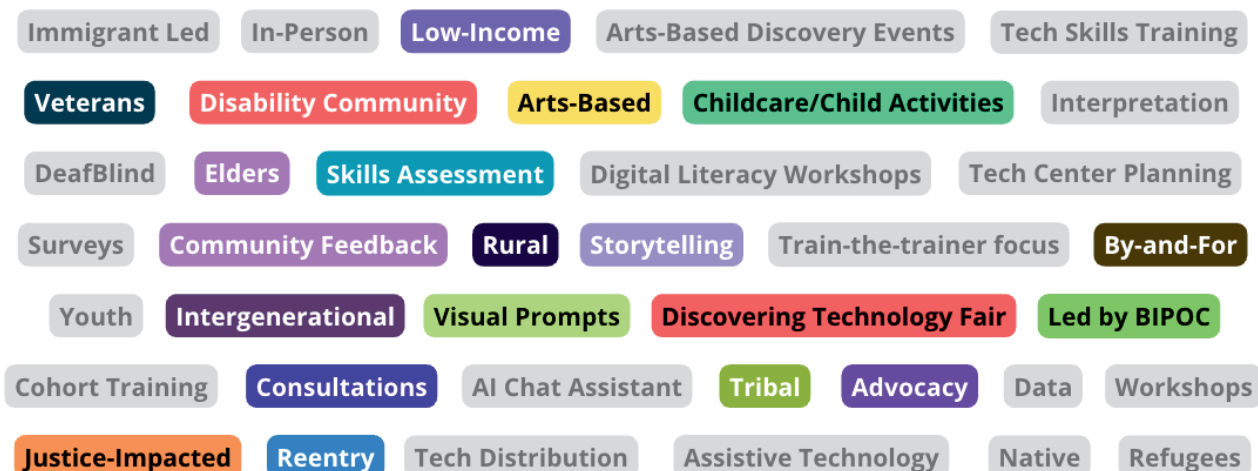 Immigrant Led In-Person Low-Income Arts-Based Discovery Events Tech Skills Training
Veterans Disability Community Arts-Based Childcare/Child Activities Interpretation
DeafBlind Elders Skills Assessment Digital Literacy Workshops Tech Center Planning
Surveys Community Feedback Rural Storytelling Train-the-trainer focus By-and-For
Youth Intergenerational Visual Prompts Discovering Technology Fair Led by BIPOC
Cohort Training Consultations AI Chat Assistant Tribal Advocacy Data Workshops
Justice-Impacted Reentry Tech Distribution Assistive Technology Native Refugees